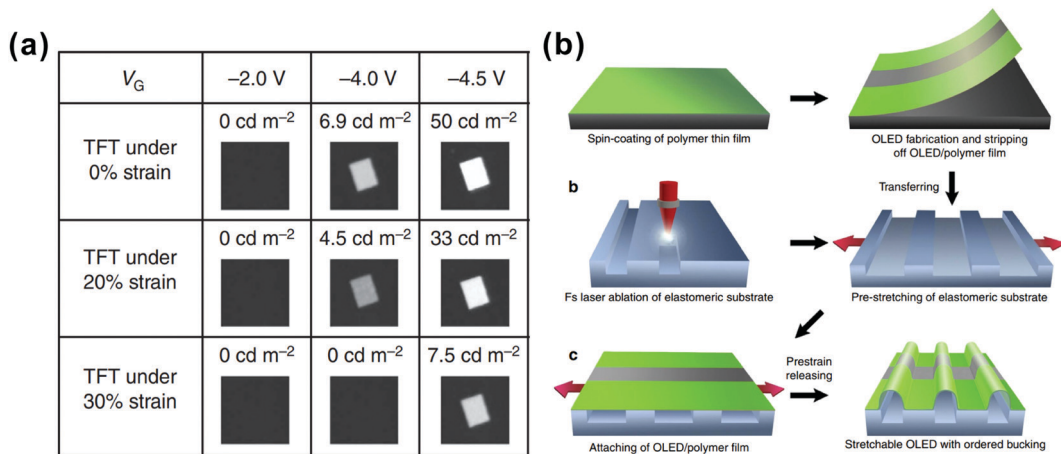 (a)
V_G
–2.0 V
–4.0 V
–4.5 V
TFT under
0% strain
0 cd m⁻²
6.9 cd m⁻²
50 cd m⁻²
TFT under
20% strain
0 cd m⁻²
4.5 cd m⁻²
33 cd m⁻²
TFT under
30% strain
0 cd m⁻²
0 cd m⁻²
7.5 cd m⁻²
(b)
Spin-coating of polymer thin film
OLED fabrication and stripping
off OLED/polymer film
Transferring
b
Fs laser ablation of elastomeric substrate
Pre-stretching of elastomeric substrate
c
Prestrain
releasing
Attaching of OLED/polymer film
Stretchable OLED with ordered bucking